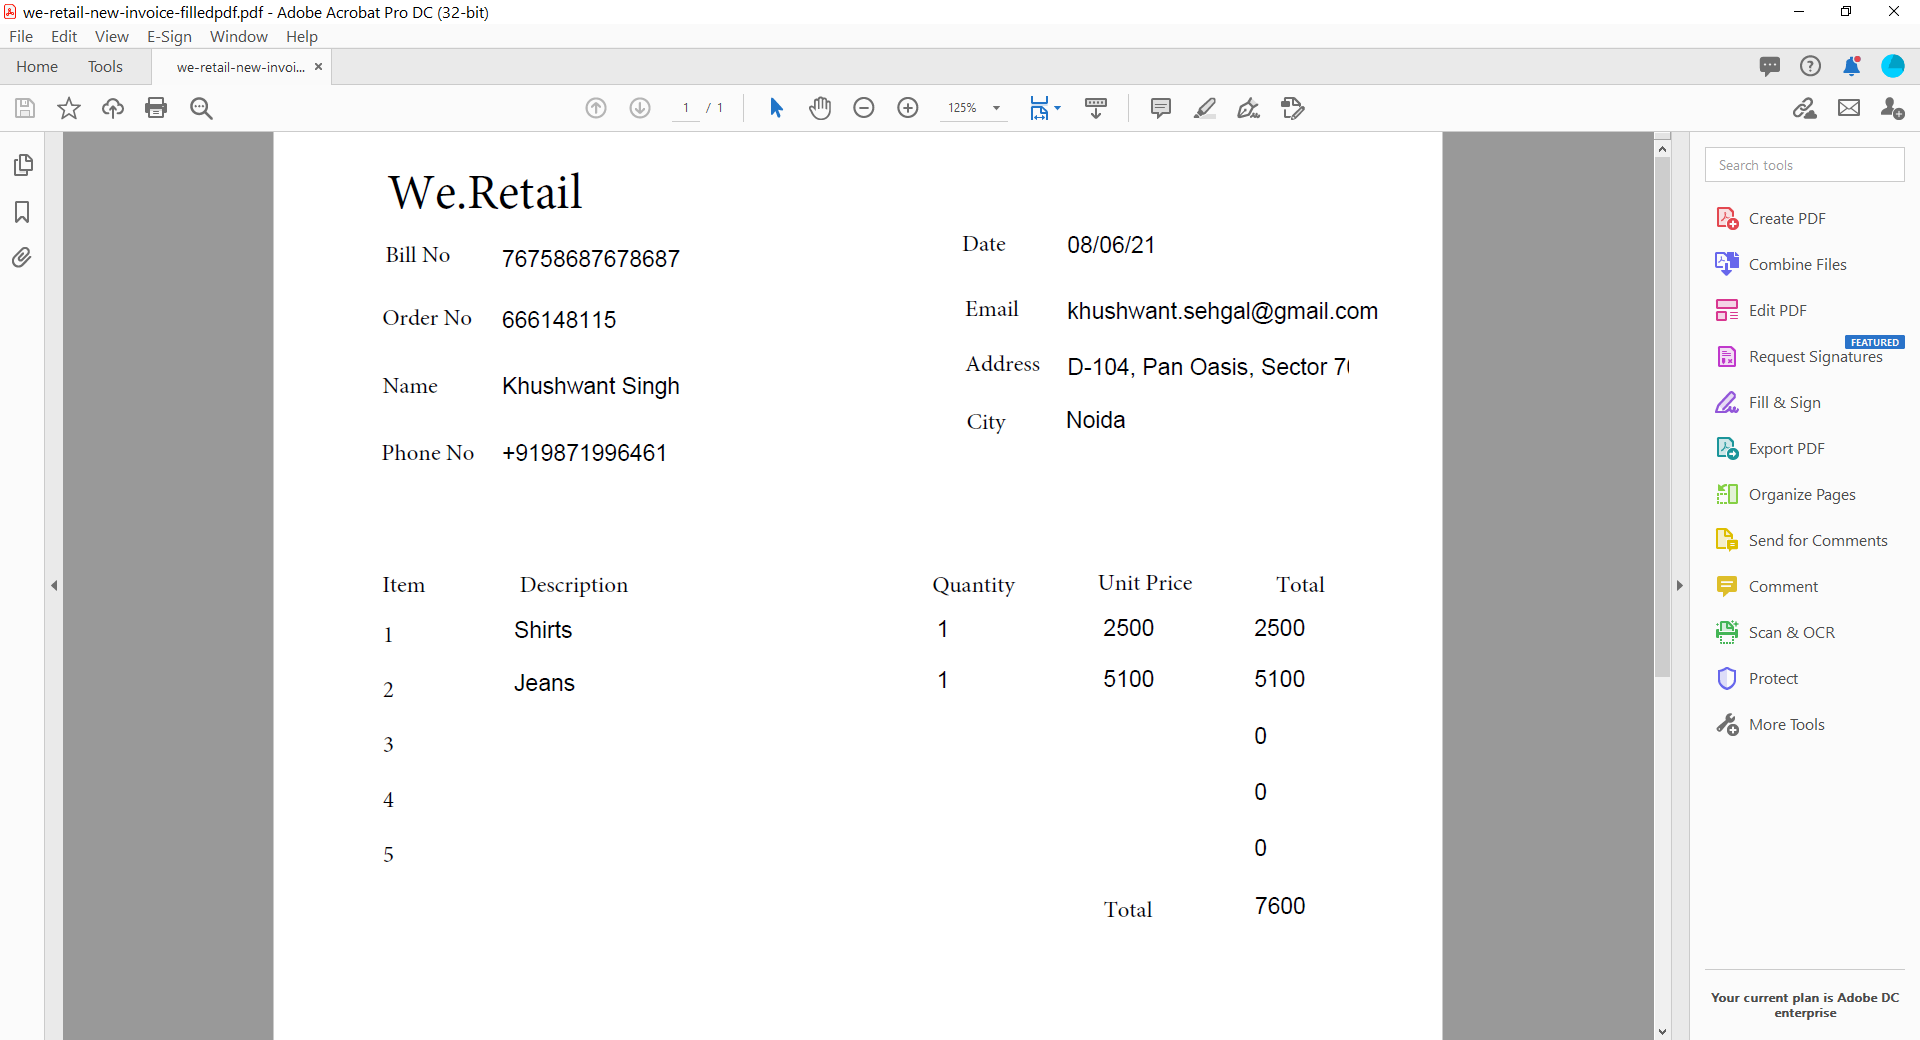 we-retail-new-invoice-filledpdf.pdf - Adobe Acrobat Pro DC (32-bit)
File Edit View E-Sign Window Help
Home Tools we-retail-new-invoi... ×
1 / 1 125%
Search tools
Create PDF
Combine Files
Edit PDF
FEATURED
Request Signatures
Fill & Sign
Export PDF
Organize Pages
Send for Comments
Comment
Scan & OCR
Protect
More Tools
Your current plan is Adobe DC
enterprise
We.Retail
Bill No 76758687678687
Date 08/06/21
Order No 666148115
Email khushwant.sehgal@gmail.com
Address D-104, Pan Oasis, Sector
Name Khushwant Singh
City Noida
Phone No +919871996461
Item Description Quantity Unit Price Total
1 Shirts 1 2500 2500
2 Jeans 1 5100 5100
3 0
4 0
5 0
Total 7600